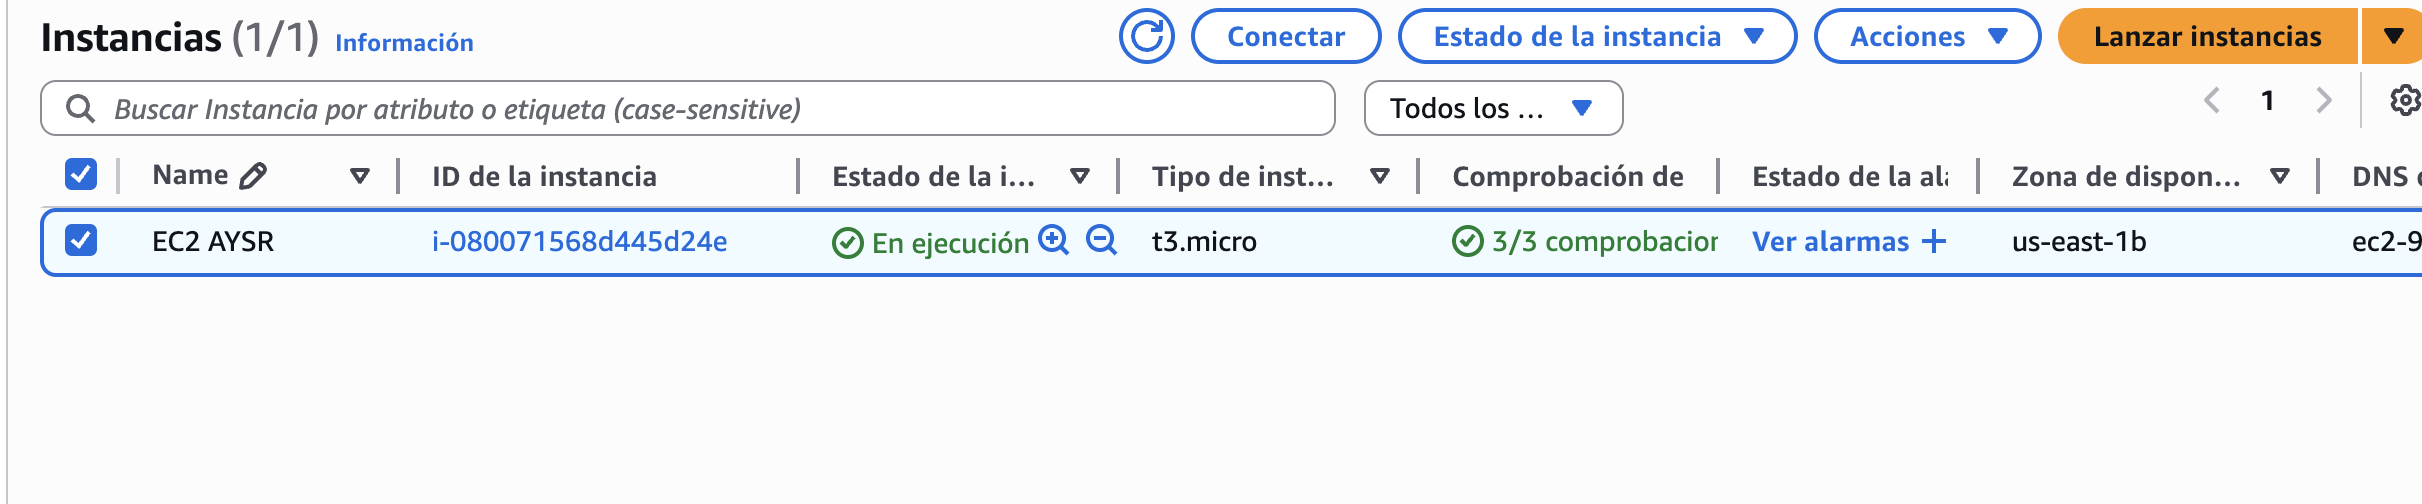 Instancias (1/1) Información Conectar Estado de la instancia Acciones Lanzar instancias
Buscar Instancia por atributo o etiqueta (case-sensitive) Todos los ... 1
Name ID de la instancia Estado de la i... Tipo de inst... Comprobación de Estado de la Zona de dispon... DNS
EC2 AYSR i-080071568d445d24e En ejecución t3.micro 3/3 comprobacion Ver alarmas + us-east-1b ec2-9